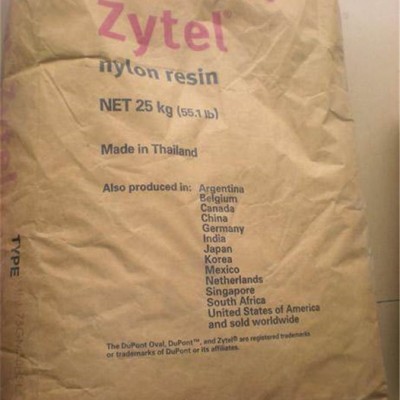 Zytel®
nylon resin
NET 25 kg (55.1 lb)
Made in Thailand
Also produced in: Argentina
Belgium
Canada
China
Germany
India
Japan
Korea
Mexico
Netherlands
Singapore
South Africa
United States of America
and sold worldwide
The DuPont Oval, DuPont™, and Zytel® are registered trademarks
or trademarks of DuPont or its affiliates.
TYPE